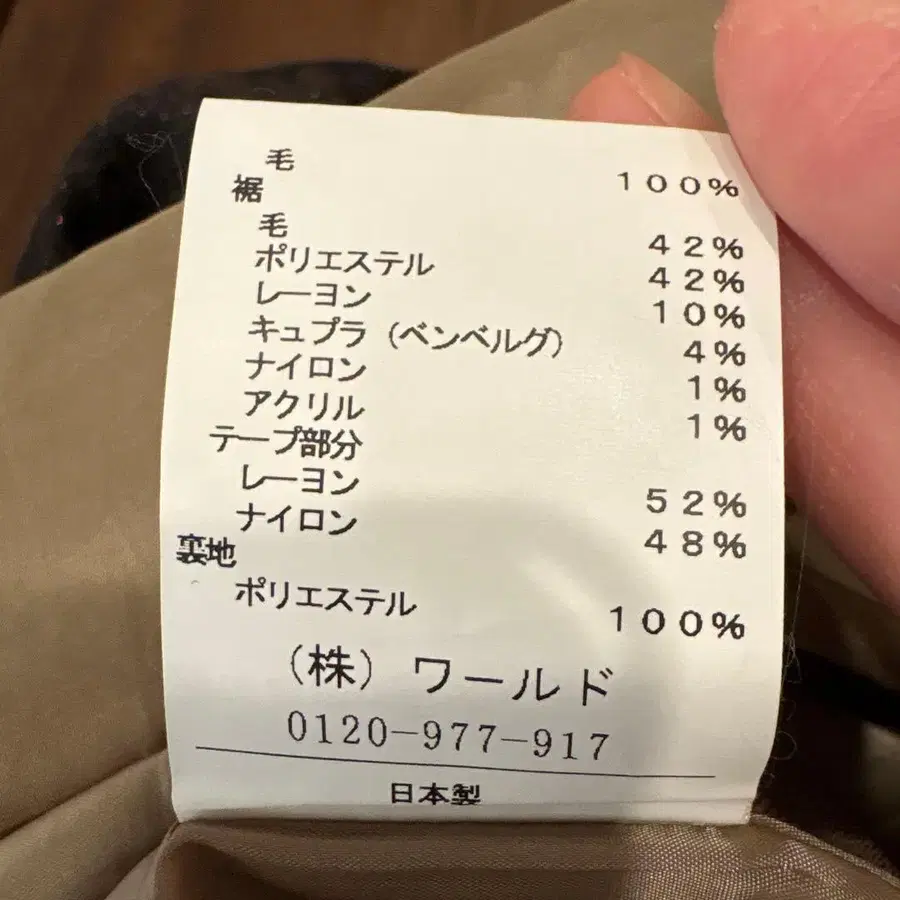 毛 100%
裾
毛 42%
ポリエステル 42%
レーヨン 10%
キュプラ（ベンベルグ） 4%
ナイロン 1%
アクリル 1%
テープ部分
レーヨン 52%
ナイロン 48%
裏地
ポリエステル 100%
（株）ワールド
0120-977-917
日本製